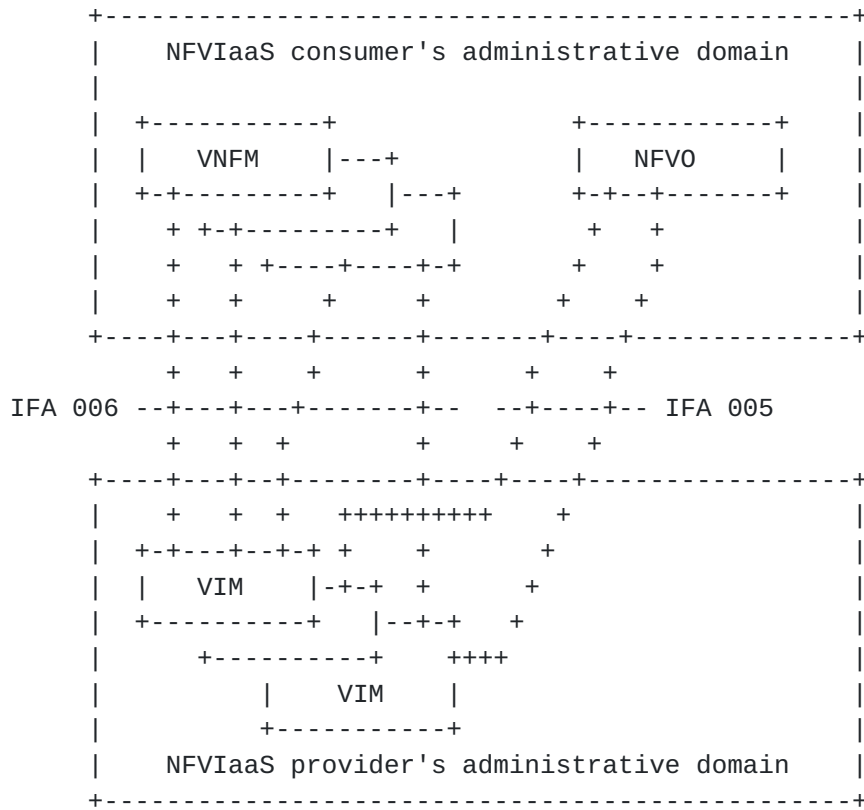 NFVIaaS consumer's administrative domain
VNFM NFVO
IFA 006 IFA 005
VIM
VIM
NFVIaaS provider's administrative domain